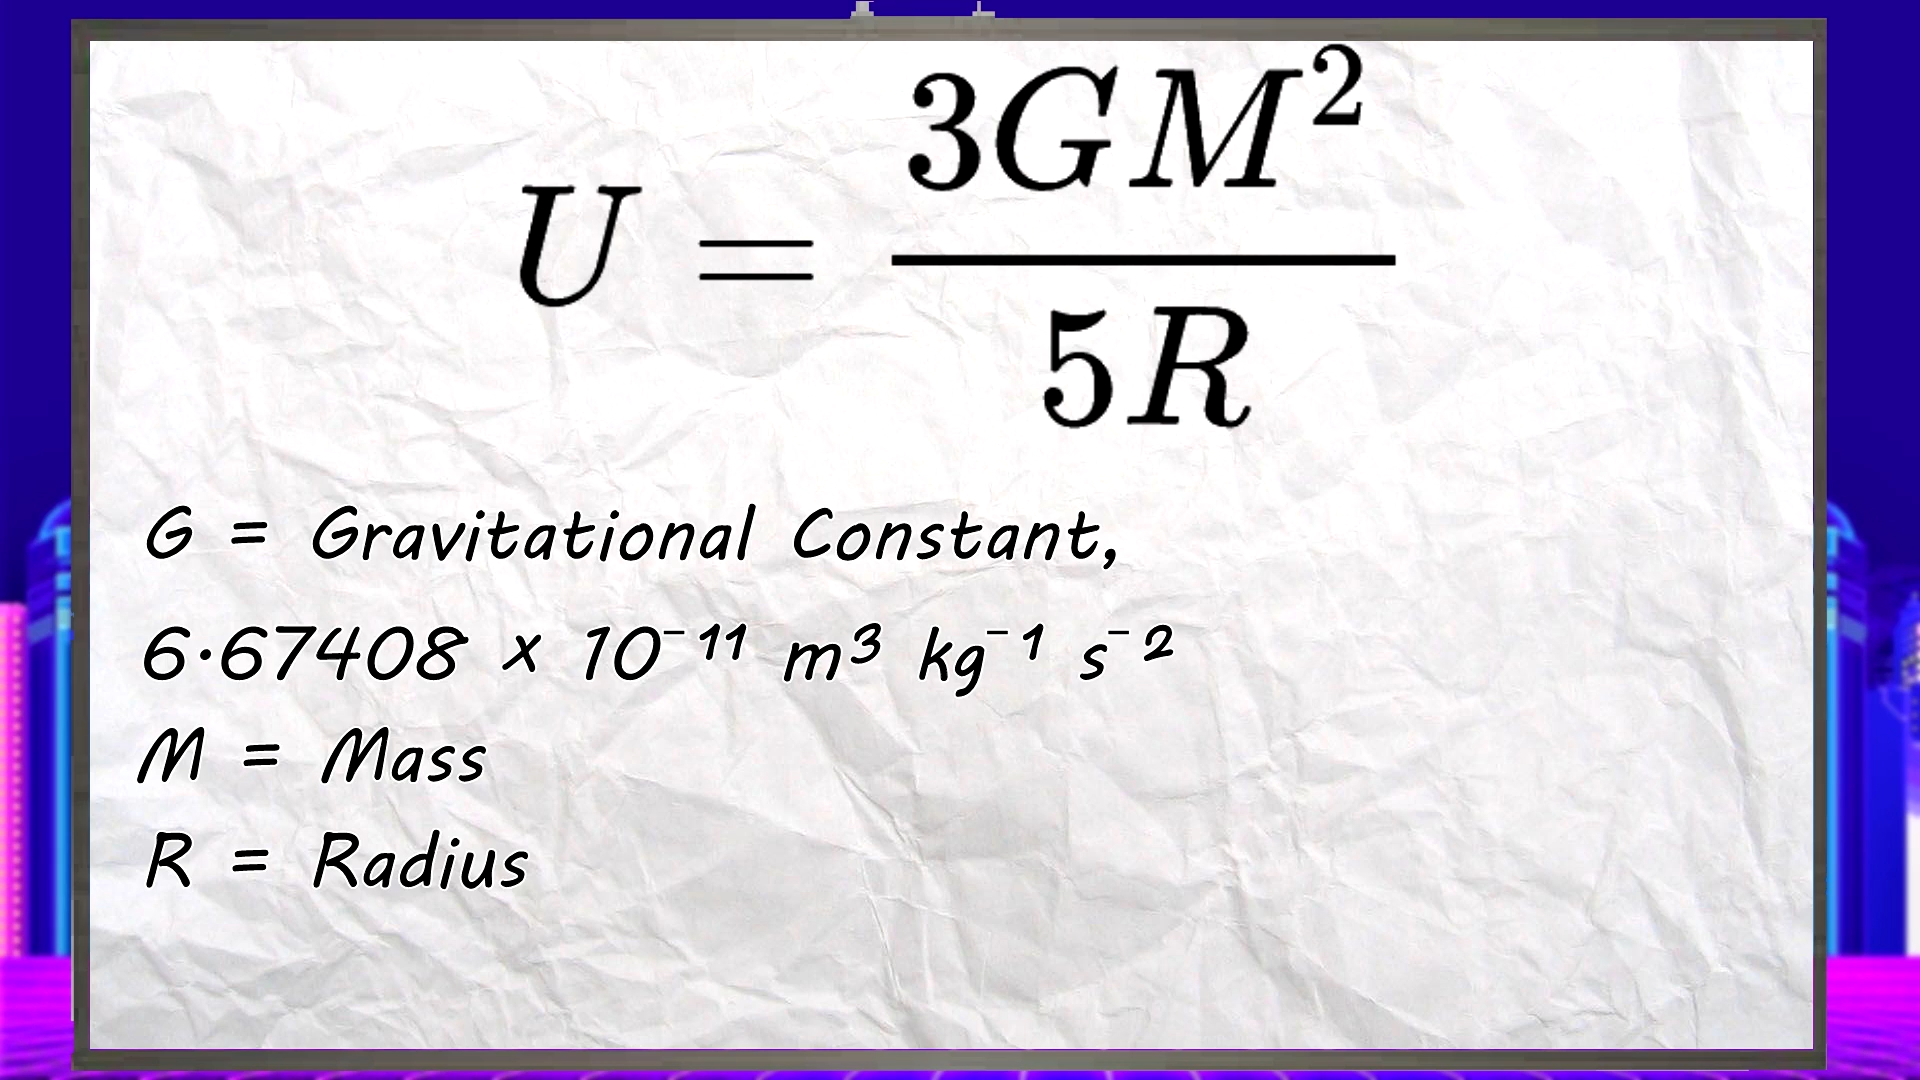 U = 3GM² / 5R
G = Gravitational Constant,
6.67408 x 10⁻¹¹ m³ kg⁻¹ s⁻²
M = Mass
R = Radius